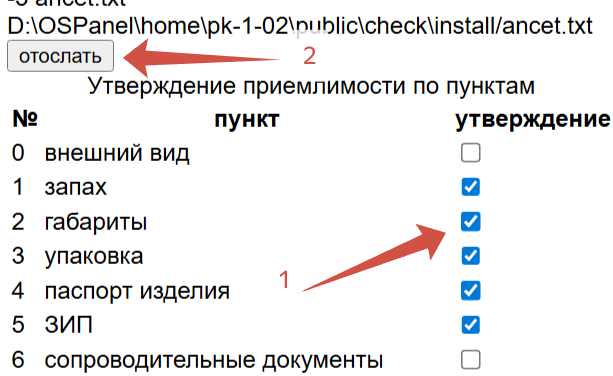 -5 ancet.txt
D:\OSPanel\home\pk-1-02\public\check\install/ancet.txt
отослать
2
Утверждение приемлимости по пунктам
№ пункт утверждение
0 внешний вид
1 запах
2 габариты
3 упаковка
1
4 паспорт изделия
5 ЗИП
6 сопроводительные документы